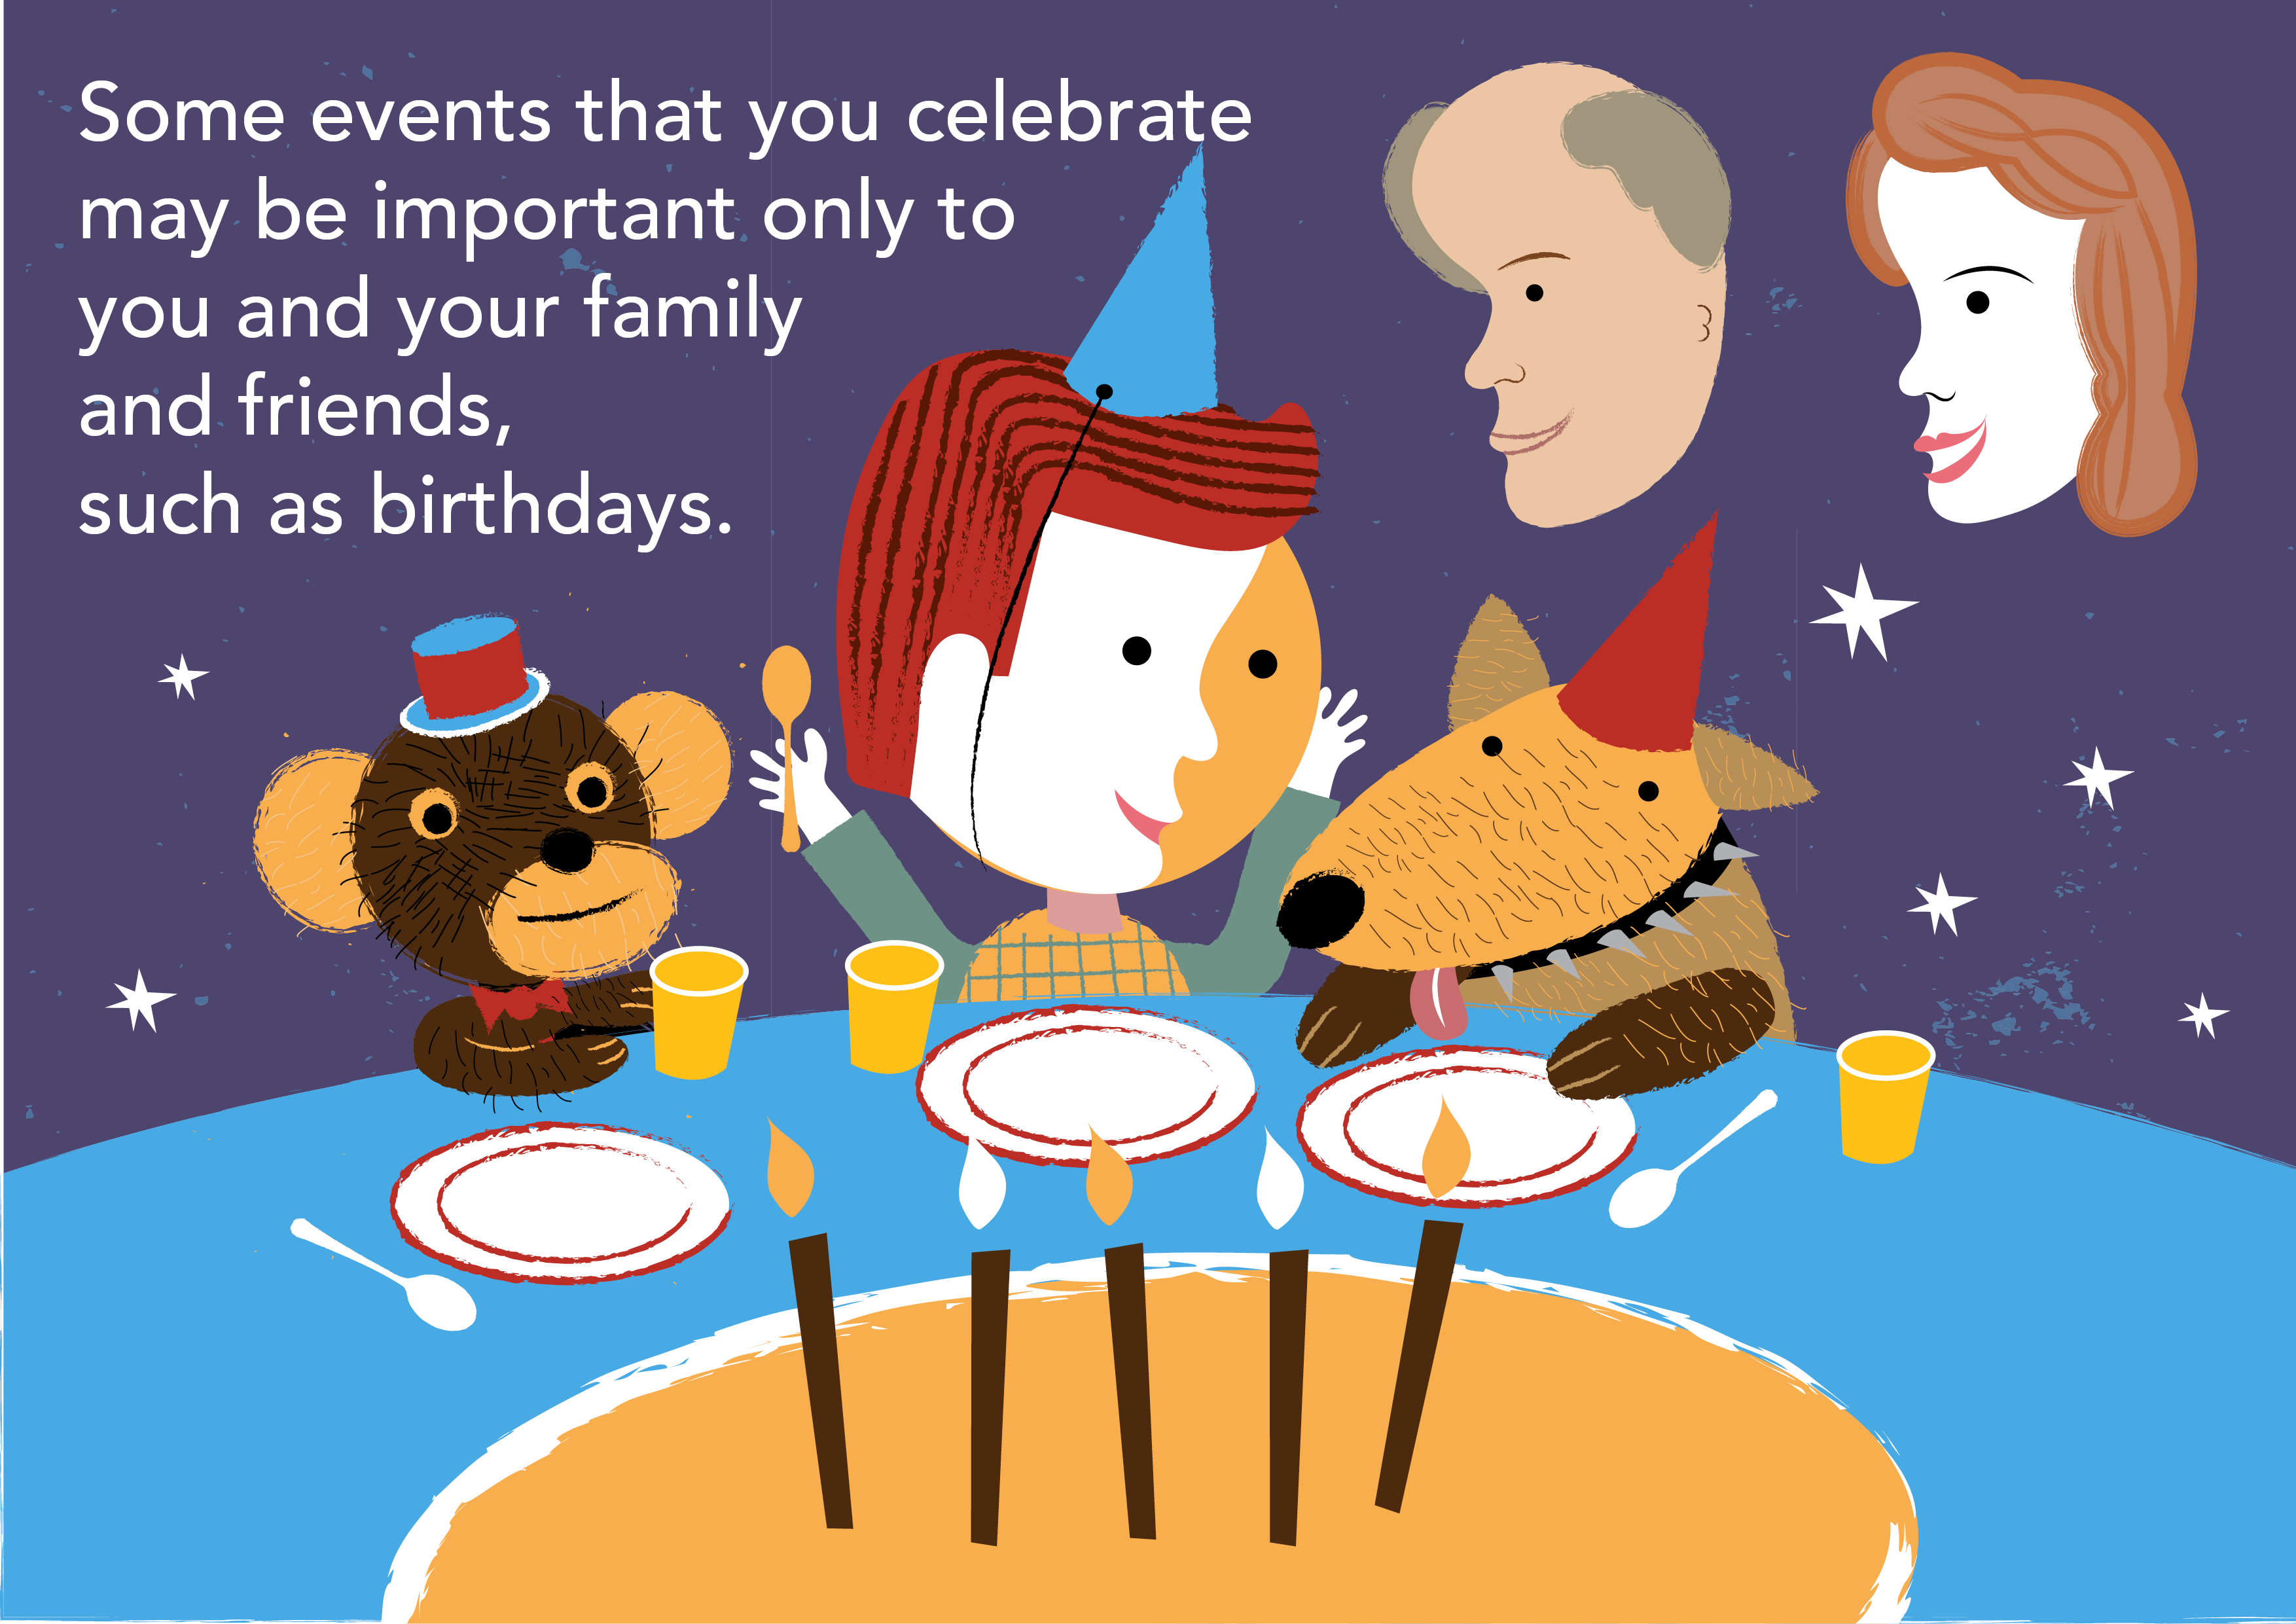 Some events that you celebrate
may be important only to
you and your family
and friends,
such as birthdays.